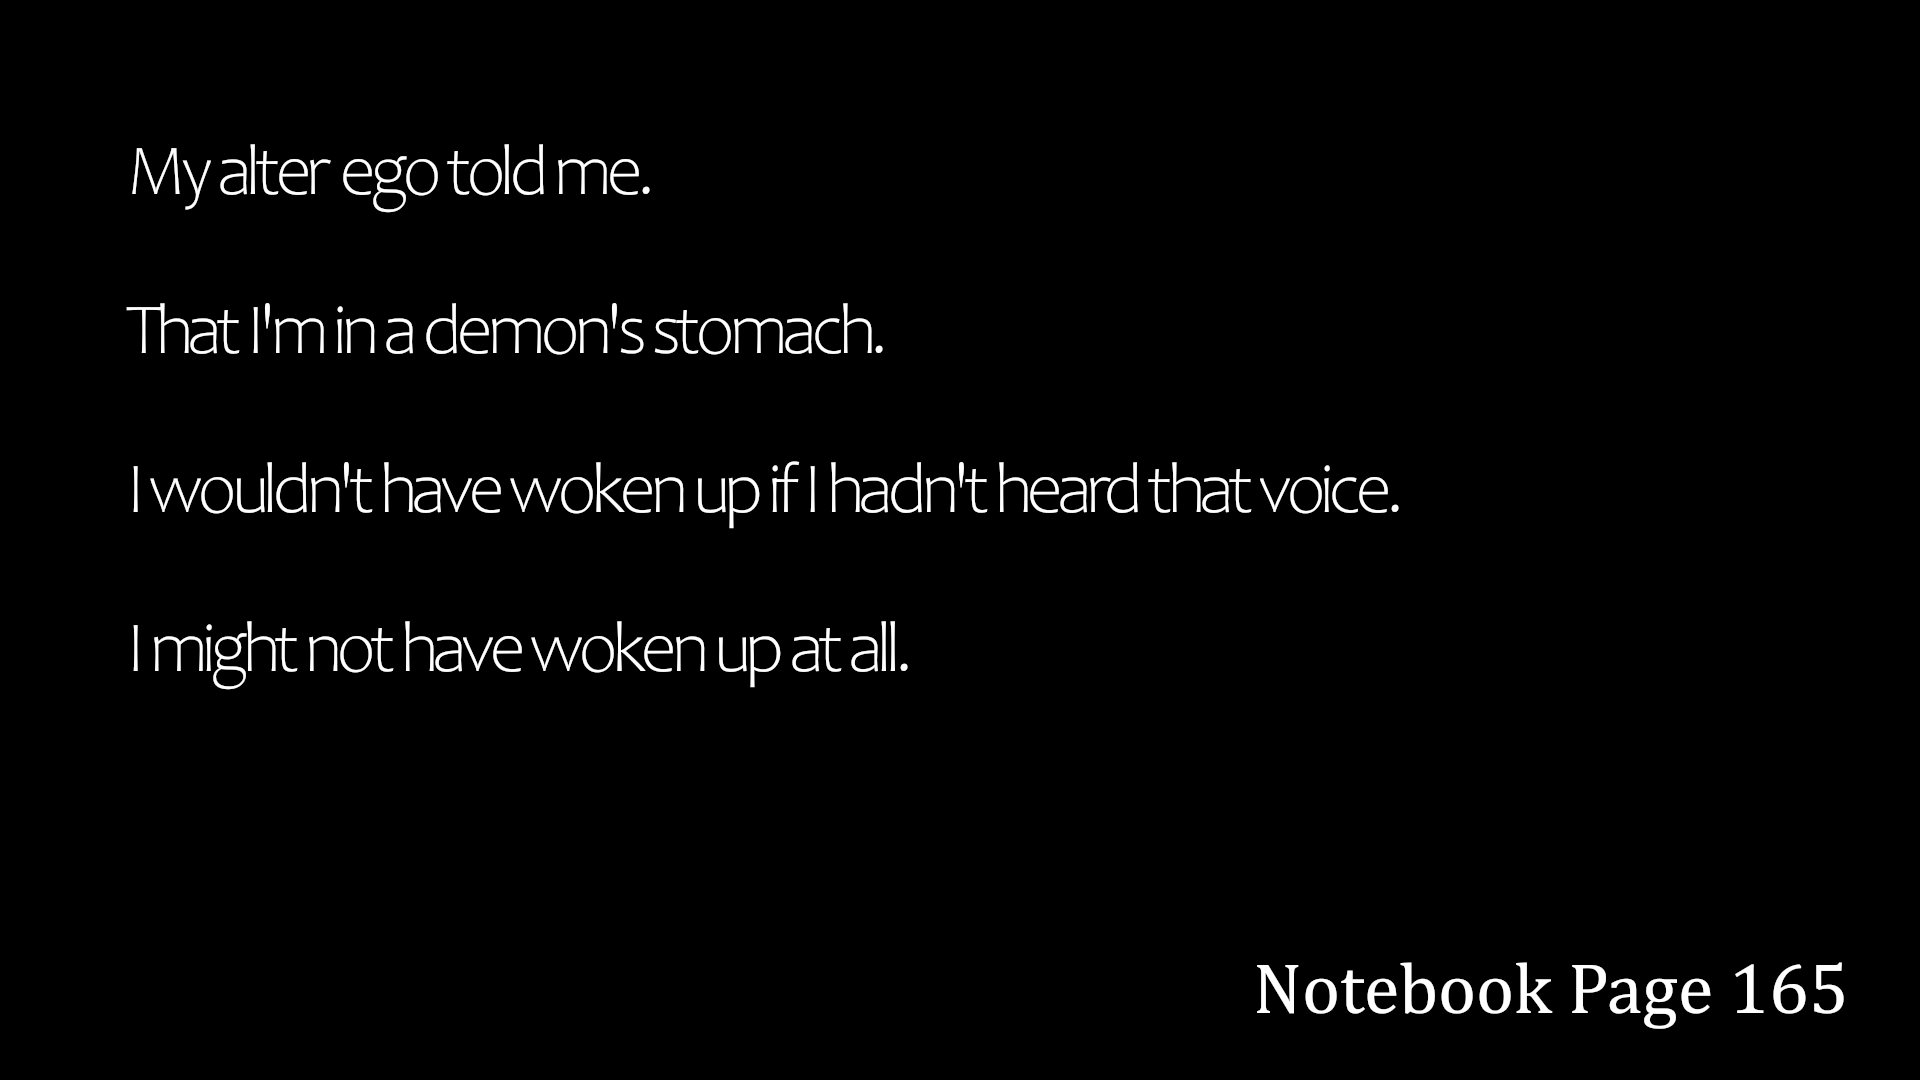 My alter ego told me.
That I'm in a demon's stomach.
I wouldn't have woken up if I hadn't heard that voice.
I might not have woken up at all.
Notebook Page 165